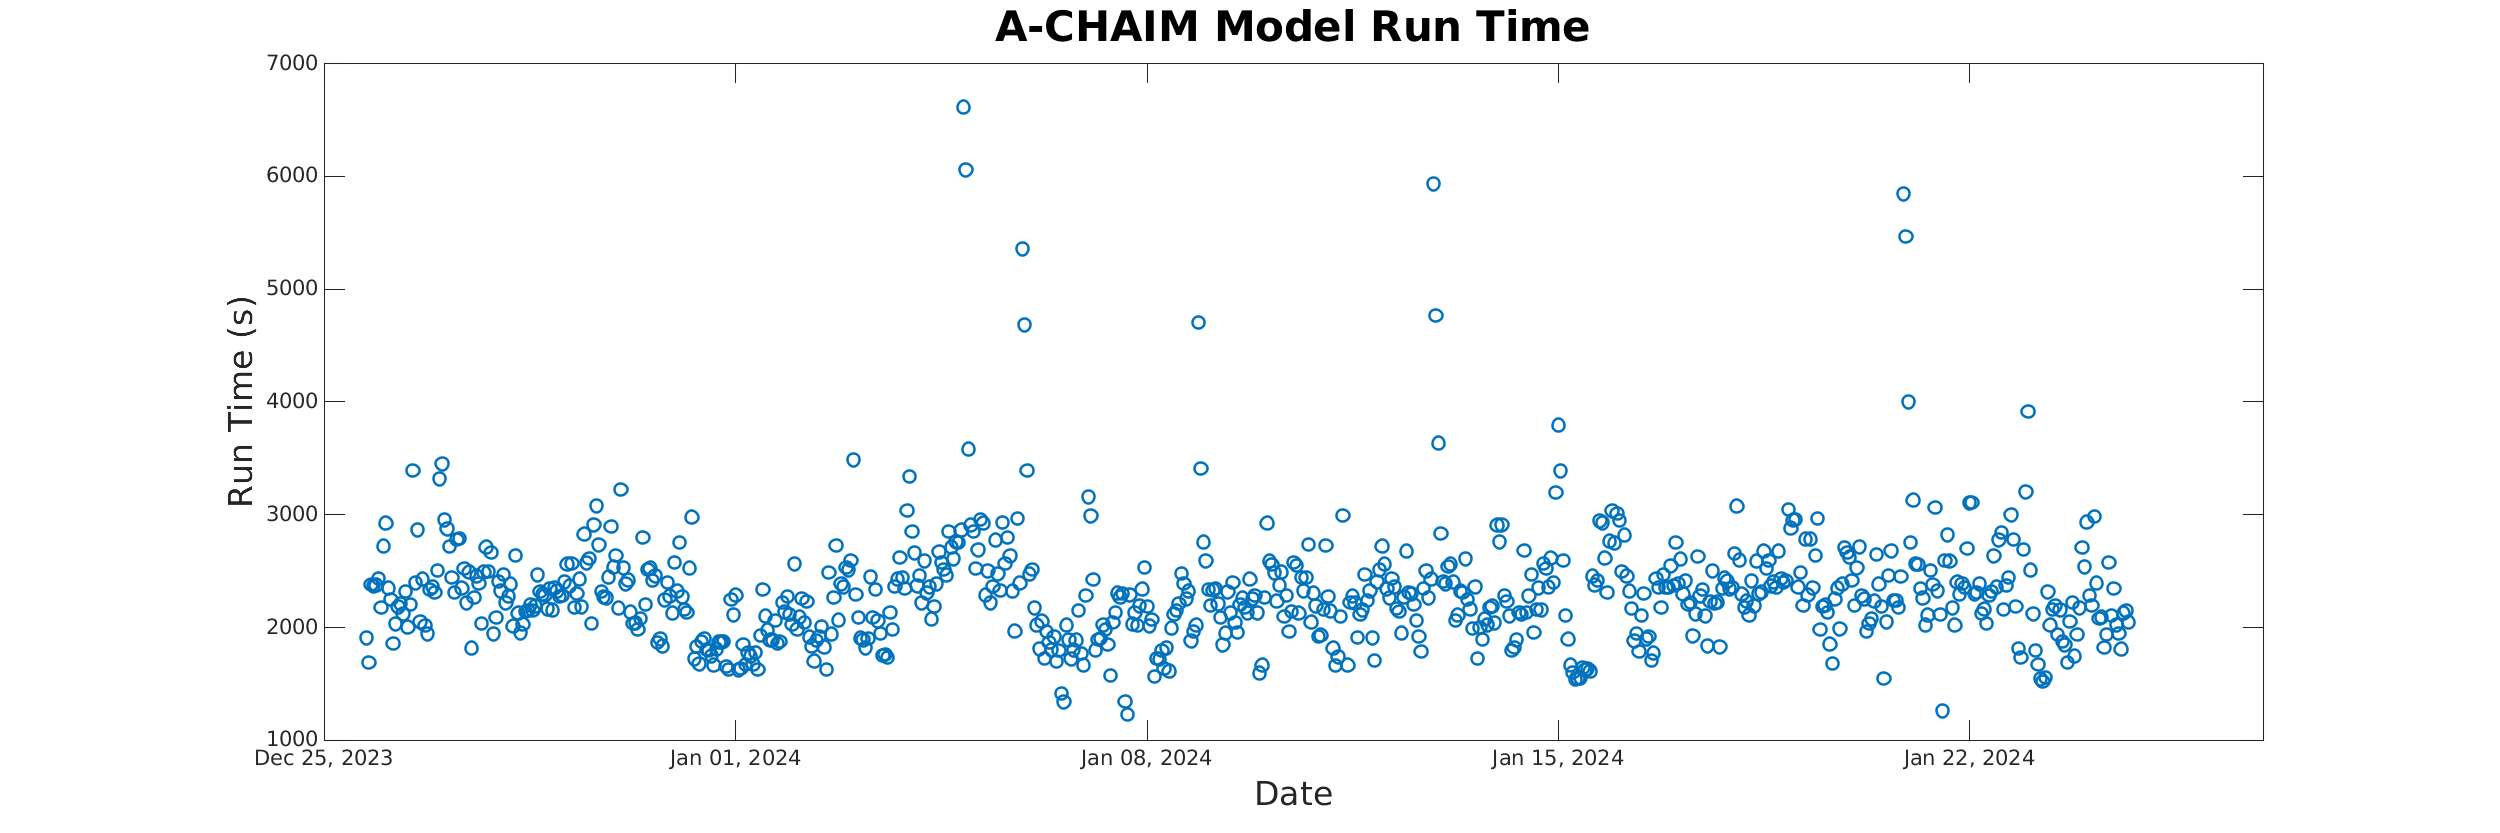 A-CHAIM Model Run Time
7000
6000
5000
4000
3000
2000
1000
Run Time (s)
Dec 25, 2023
Jan 01, 2024
Jan 08, 2024
Jan 15, 2024
Jan 22, 2024
Date